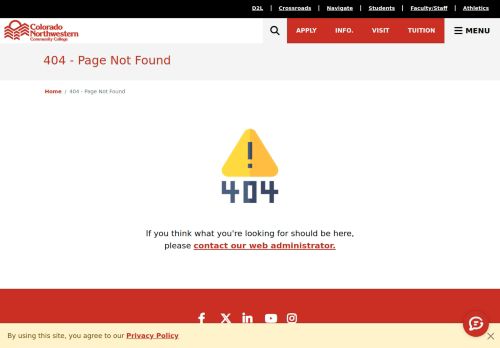 D2L | Crossroads | Navigate | Students | Faculty/Staff | Athletics
Colorado
Northwestern
Community College
APPLY INFO. VISIT TUITION MENU
404 - Page Not Found
Home / 404 - Page Not Found
!
404
If you think what you're looking for should be here,
please contact our web administrator.
By using this site, you agree to our Privacy Policy